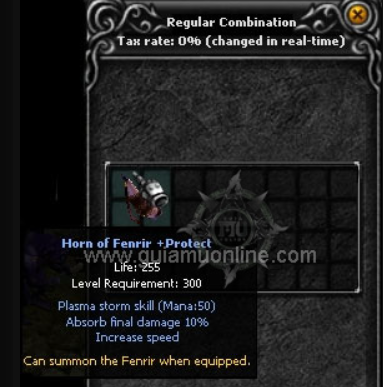 Regular Combination
Tax rate: 0% (changed in real-time)
MU
Horn of Fenrir +Protect
www.guiamuonline.com
Life: 255
Level Requirement: 300
Plasma storm skill (Mana:50)
Absorb final damage 10%
Increase speed
Can summon the Fenrir when equipped.